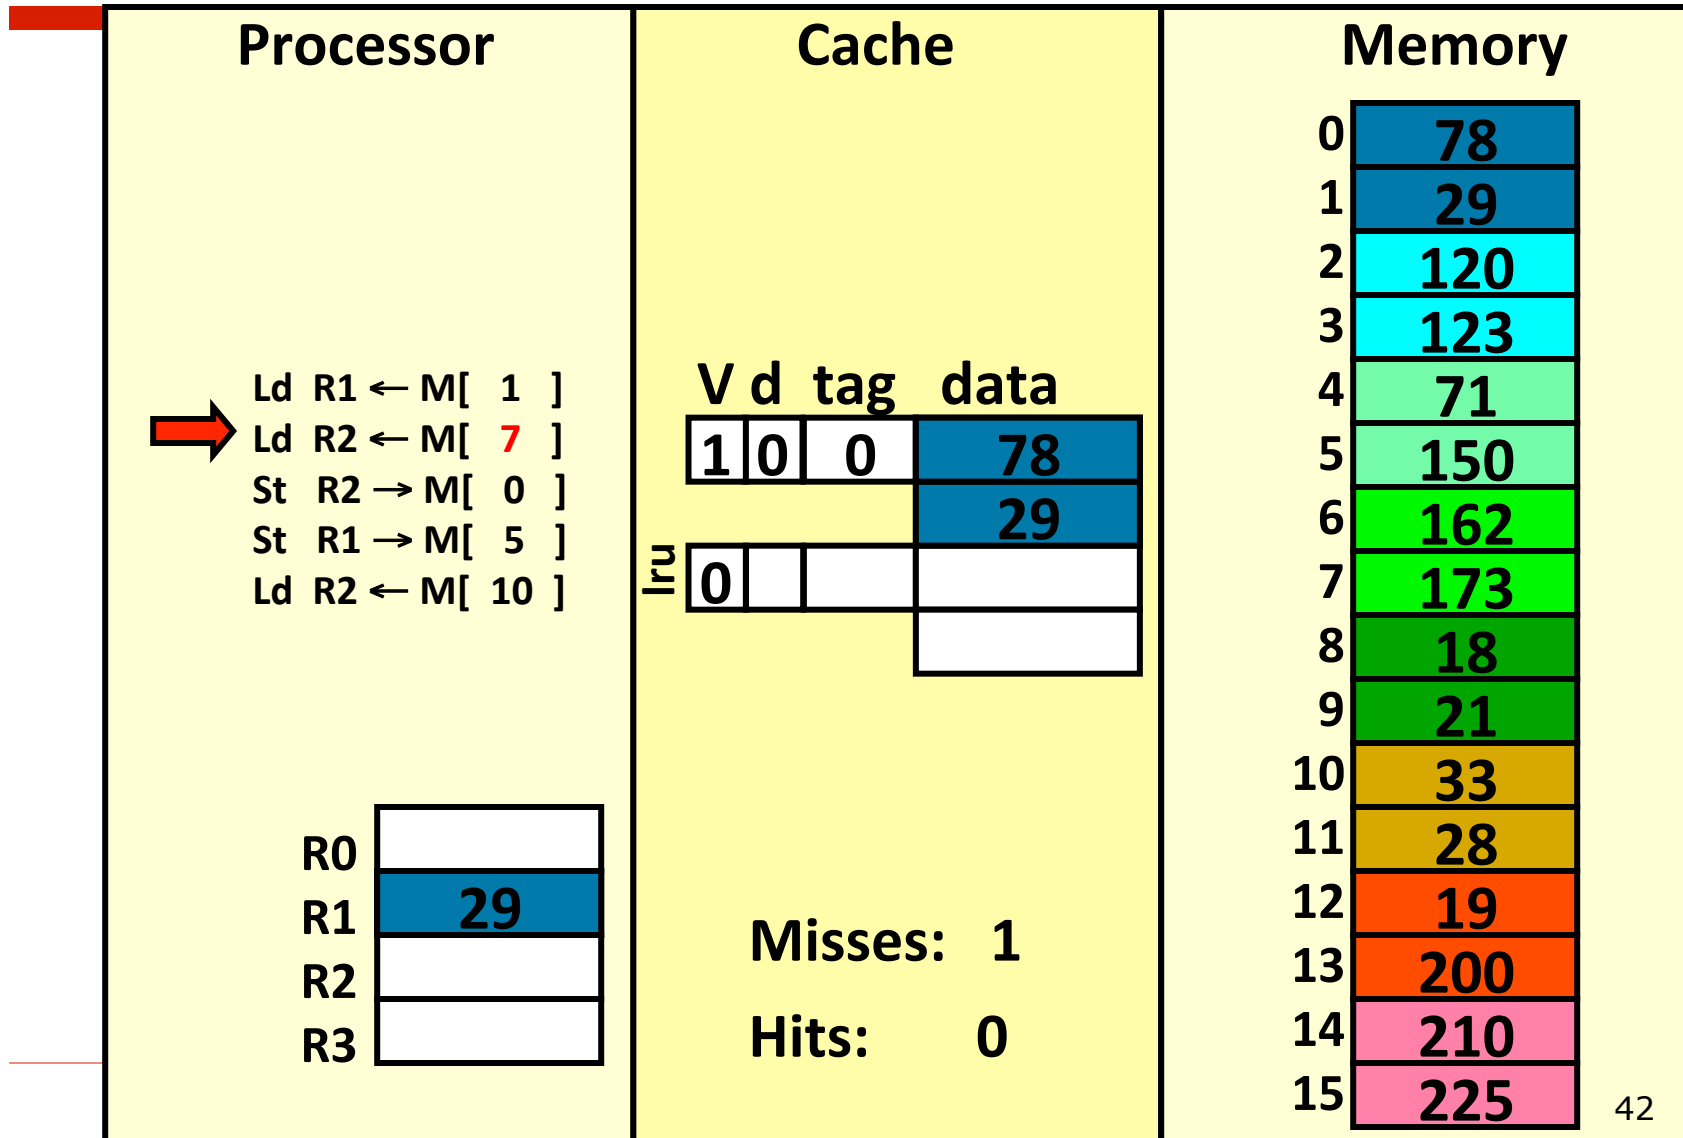 Processor
Cache
Memory
Ld R1 ← M[ 1 ]
Ld R2 ← M[ 7 ]
St R2 → M[ 0 ]
St R1 → M[ 5 ]
Ld R2 ← M[ 10 ]
R0
R1 29
R2
R3
V d tag data
1 0 0 78
29
lru 0
Misses: 1
Hits: 0
0 78
1 29
2 120
3 123
4 71
5 150
6 162
7 173
8 18
9 21
10 33
11 28
12 19
13 200
14 210
15 225
42